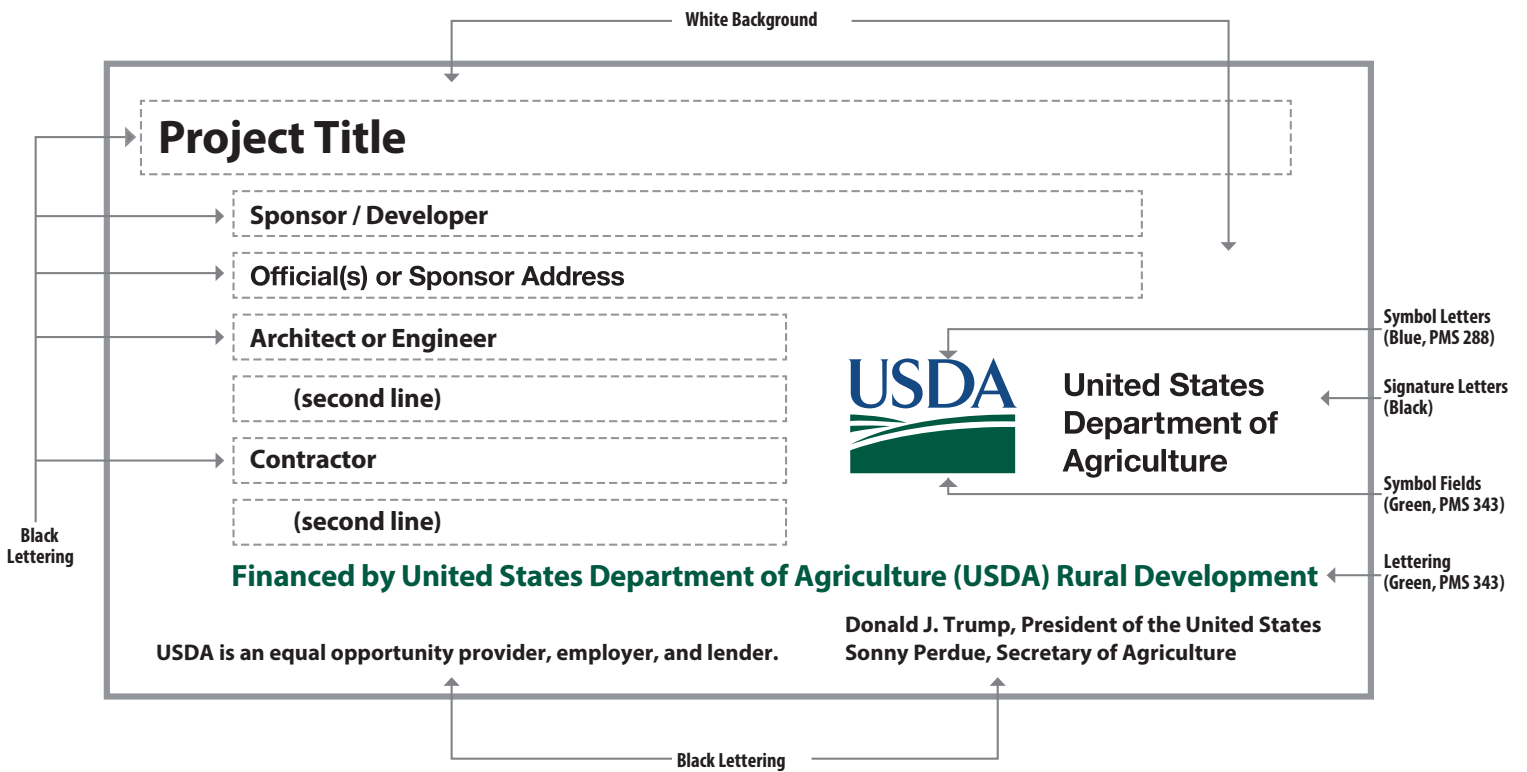 White Background
Project Title
Sponsor / Developer
Official(s) or Sponsor Address
Architect or Engineer
(second line)
Contractor
(second line)
Black
Lettering
USDA
United States
Department of
Agriculture
Symbol Letters
(Blue, PMS 288)
Signature Letters
(Black)
Symbol Fields
(Green, PMS 343)
Financed by United States Department of Agriculture (USDA) Rural Development
Lettering
(Green, PMS 343)
USDA is an equal opportunity provider, employer, and lender.
Donald J. Trump, President of the United States
Sonny Perdue, Secretary of Agriculture
Black Lettering